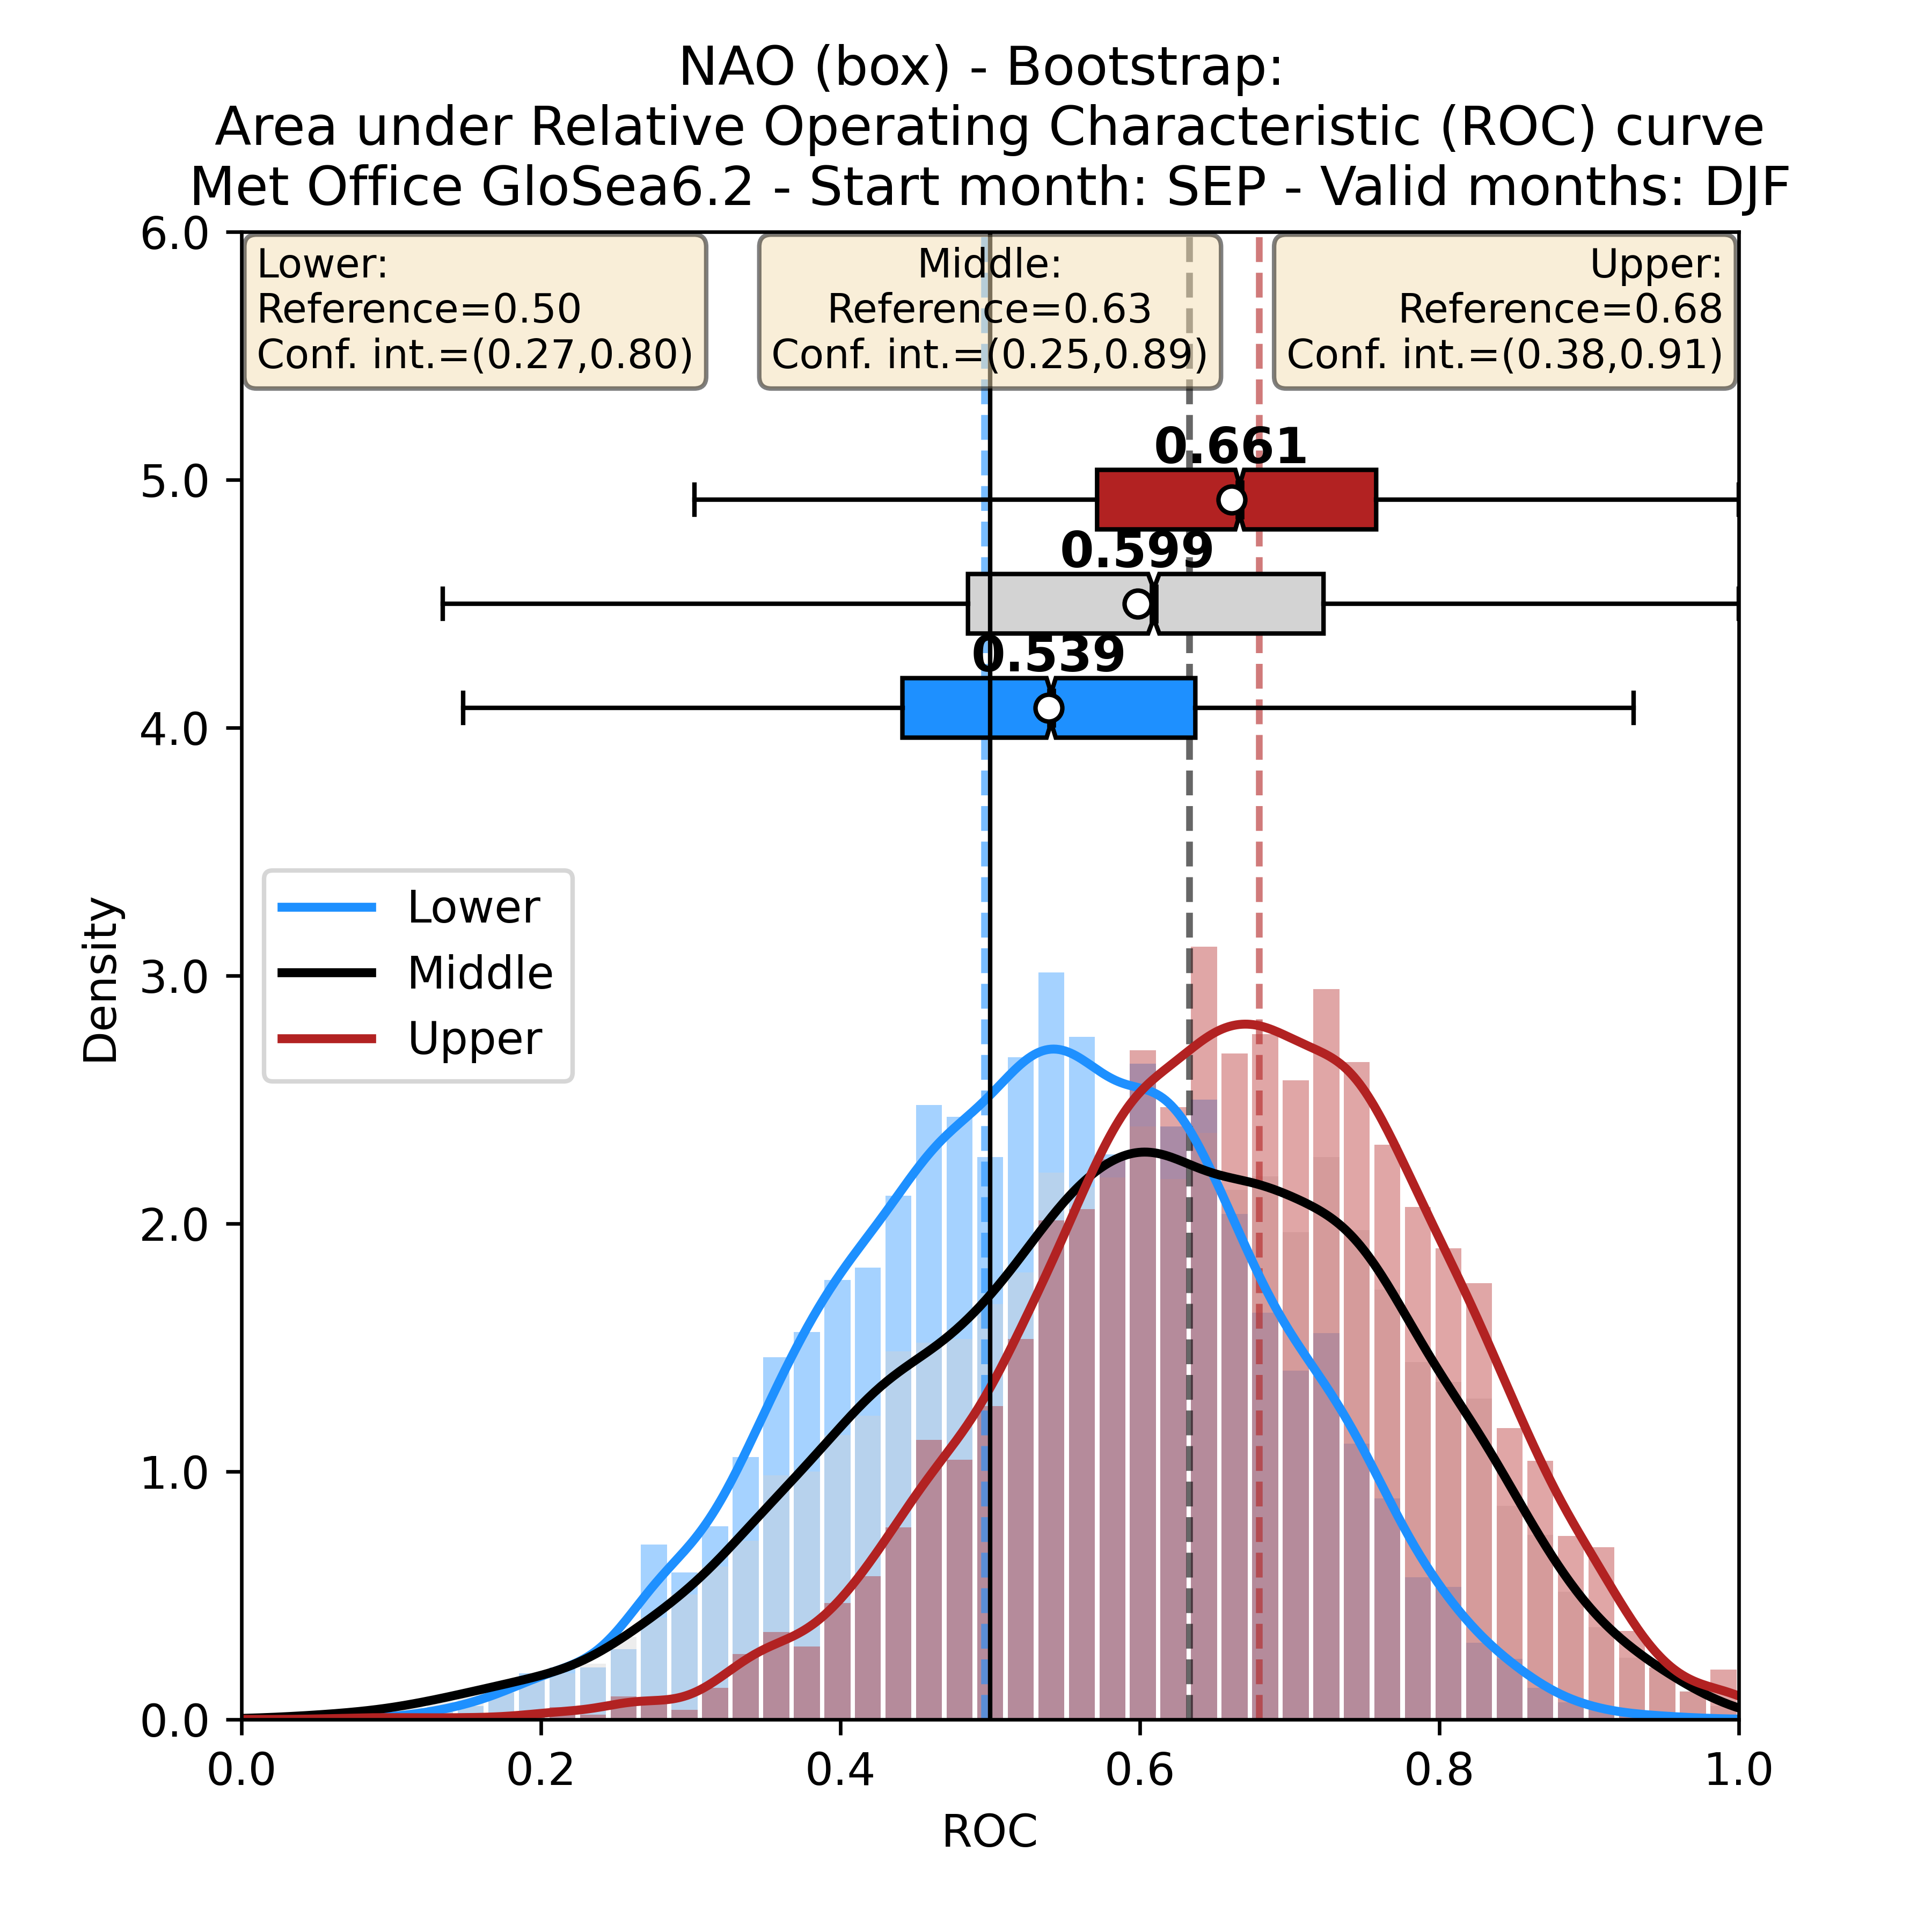 NAO (box) - Bootstrap:
Area under Relative Operating Characteristic (ROC) curve
Met Office GloSea6.2 - Start month: SEP - Valid months: DJF
Lower:
Reference=0.50
Conf. int.=(0.27,0.80)
Middle:
Reference=0.63
Conf. int.=(0.25,0.89)
Upper:
Reference=0.68
Conf. int.=(0.38,0.91)
0.661
0.599
0.539
Lower
Middle
Upper
Density
6.0
5.0
4.0
3.0
2.0
1.0
0.0
0.0 0.2 0.4 0.6 0.8 1.0
ROC